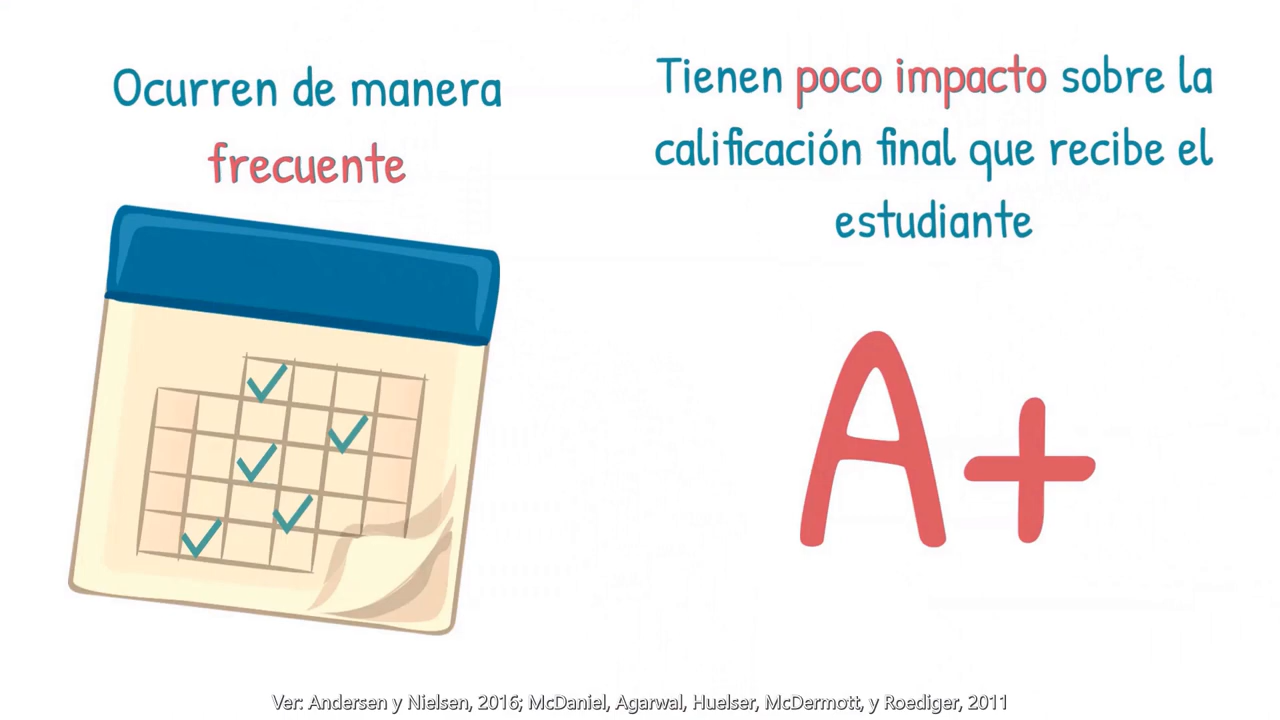 Ocurren de manera
frecuente
Tienen poco impacto sobre la
calificación final que recibe el
estudiante
A+
Ver: Andersen y Nielsen, 2016; McDaniel, Agarwal, Huelser, McDermott, y Roediger, 2011